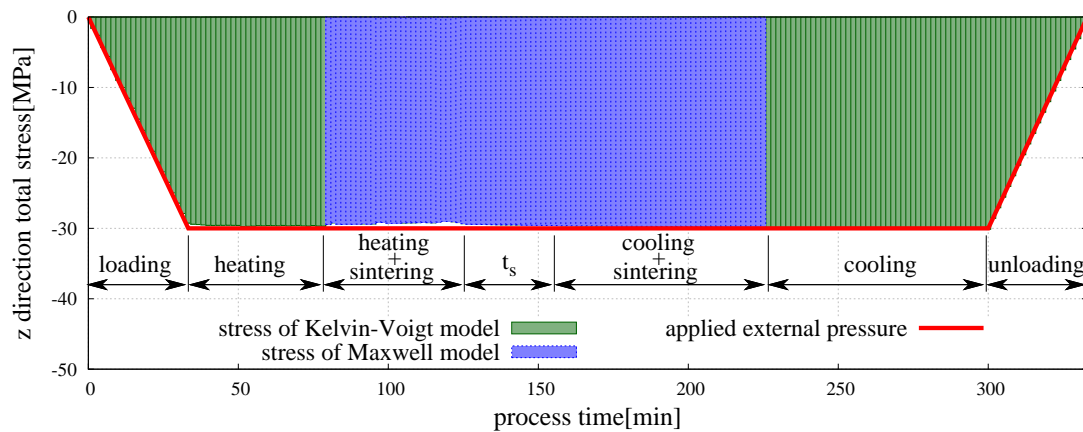 z direction total stress[MPa]
0
-10
-20
-30
-40
-50
loading
heating
heating
+
sintering
t_s
cooling
+
sintering
cooling
unloading
stress of Kelvin-Voigt model
stress of Maxwell model
applied external pressure
0 50 100 150 200 250 300
process time[min]